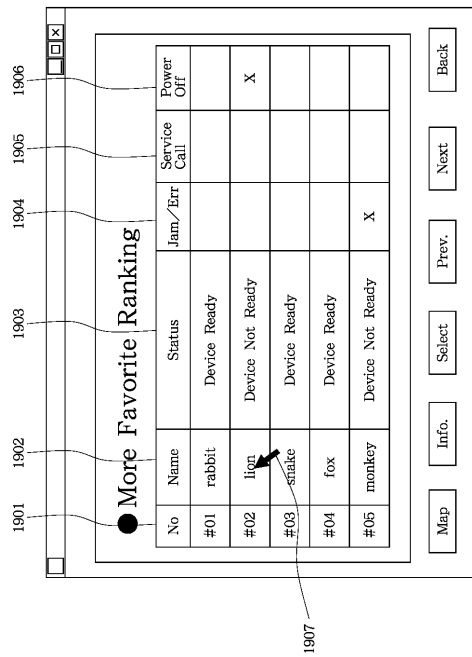 1901 1902 1903 1904 1905 1906
● More Favorite Ranking
No Name Status Jam/Err Service Call Power Off
#01 rabbit Device Ready
#02 lion Device Not Ready X
#03 snake Device Ready
#04 fox Device Ready
#05 monkey Device Not Ready X
Map Info. Select Prev. Next Back
1907